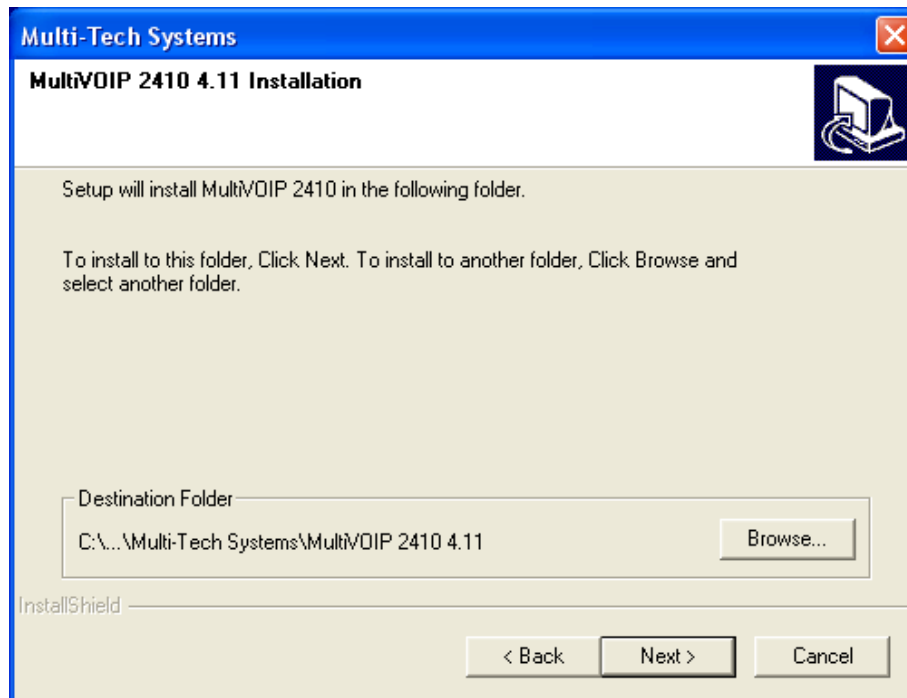 Multi-Tech Systems
MultiVOIP 2410 4.11 Installation
Setup will install MultiVOIP 2410 in the following folder.
To install to this folder, Click Next. To install to another folder, Click Browse and
select another folder.
Destination Folder
C:\...\Multi-Tech Systems\MultiVOIP 2410 4.11
Browse...
InstallShield
< Back
Next >
Cancel